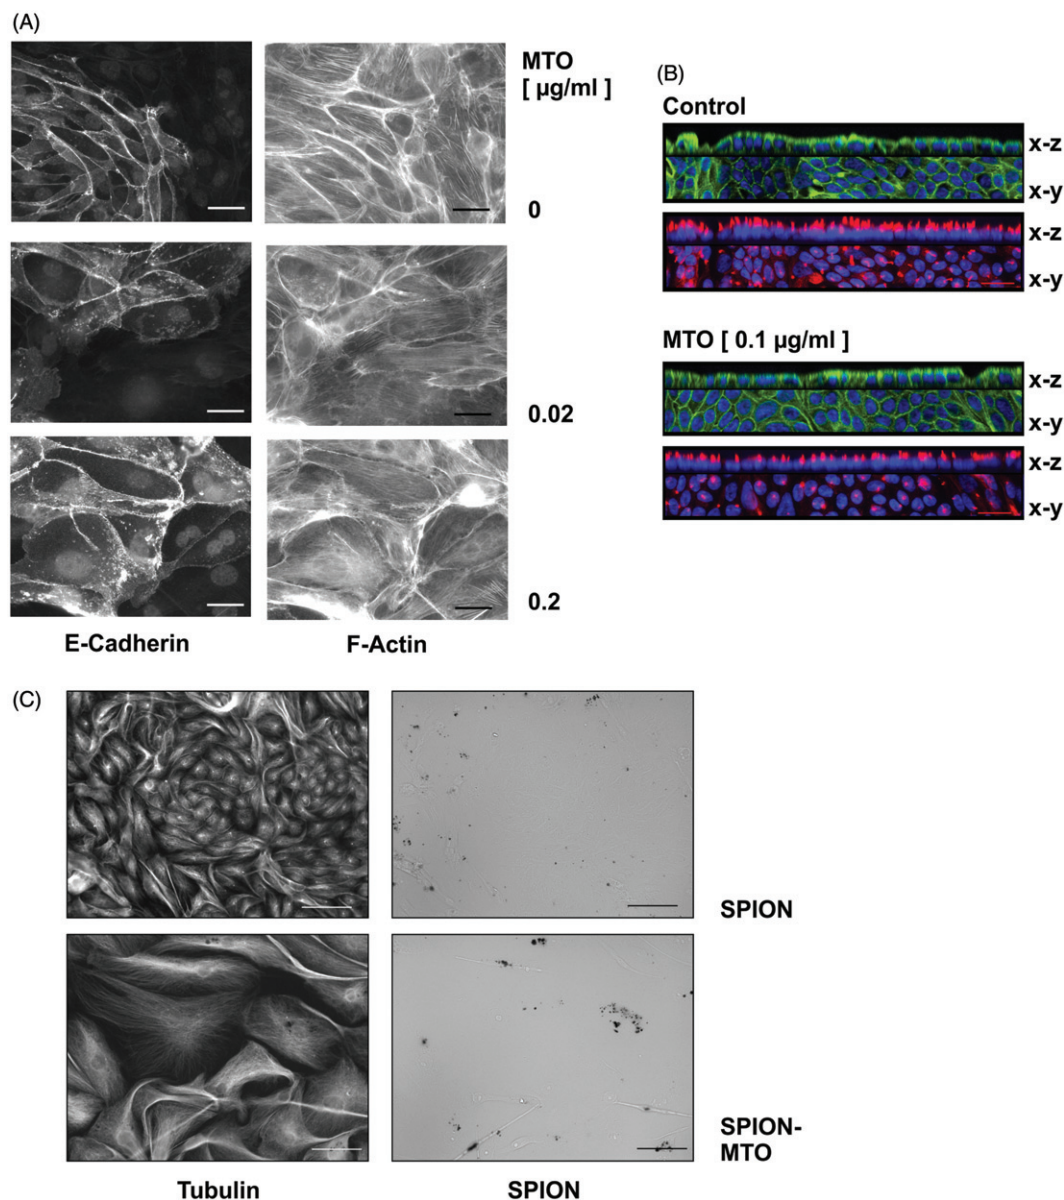 (A)
MTO
[ µg/ml ]
0
0.02
0.2
E-Cadherin F-Actin
(B)
Control
x-z
x-y
x-z
x-y
MTO [ 0.1 µg/ml ]
x-z
x-y
x-z
x-y
(C)
SPION
SPION-
MTO
Tubulin SPION